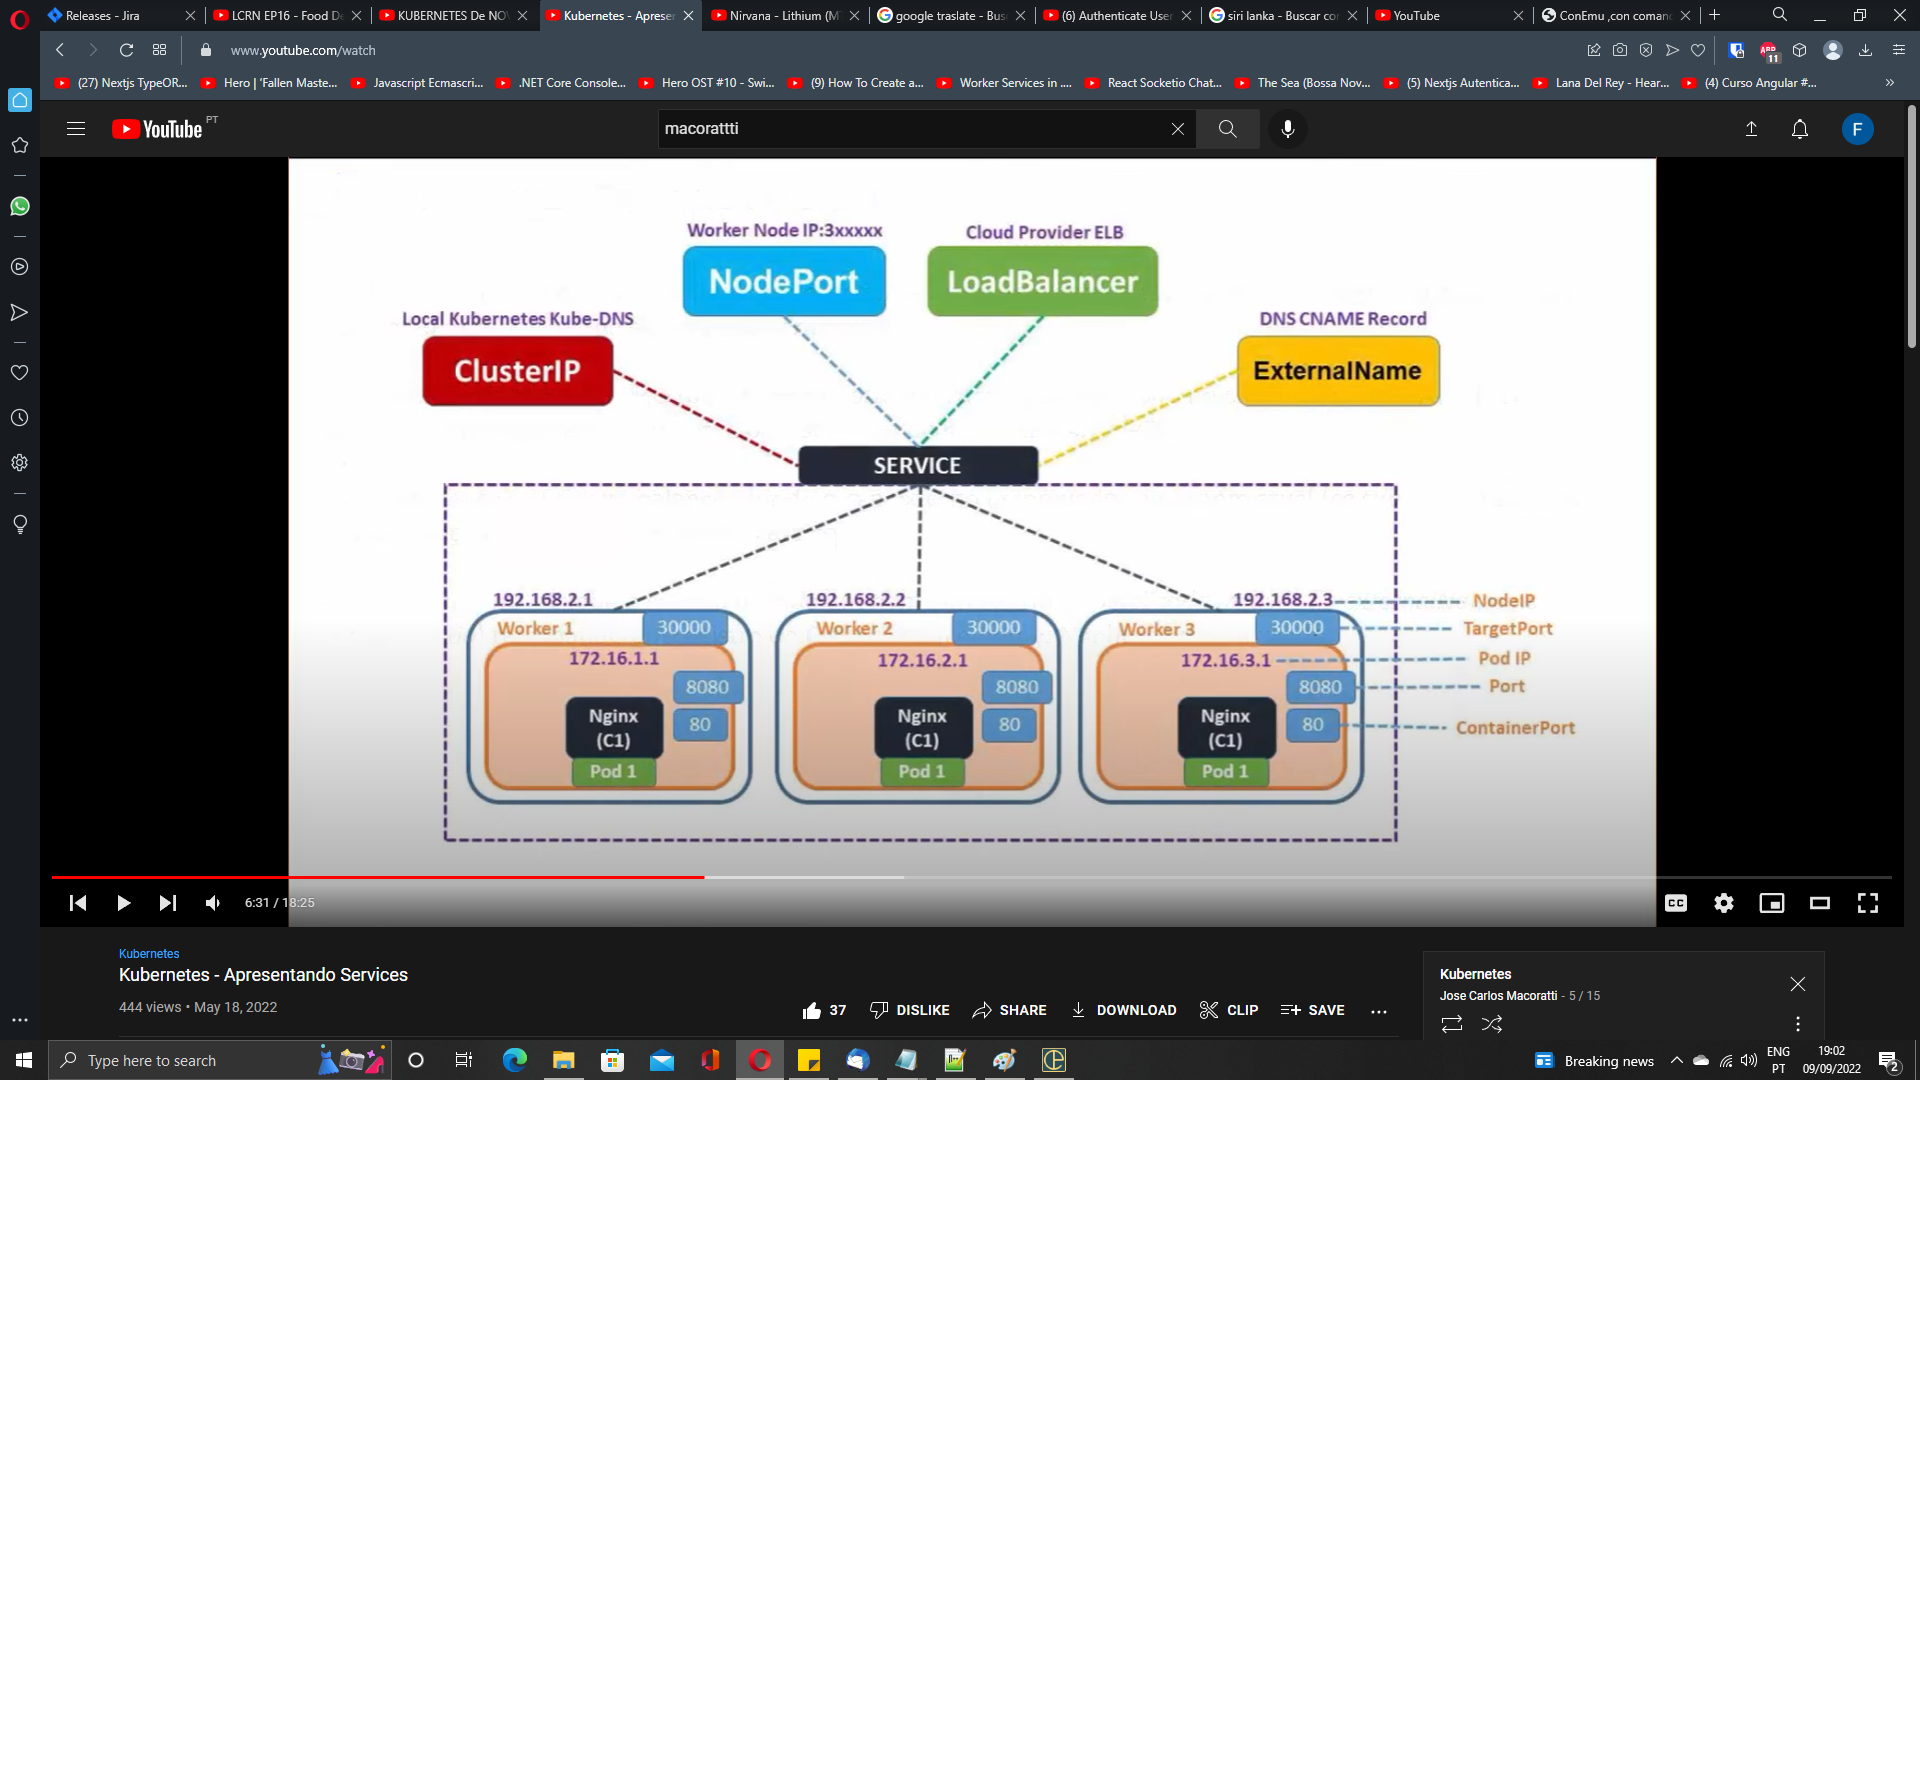 Releases - Jira
LCRN EP16 - Food De
KUBERNETES De NOV
Kubernetes - Apreser
Nirvana - Lithium (MT
google traslate - Bus
(6) Authenticate User
siri lanka - Buscar co
YouTube
ConEmu ,con comand
www.youtube.com/watch
11
(27) Nextjs TypeOR...
Hero | 'Fallen Maste...
Javascript Ecmascri...
.NET Core Console...
Hero OST #10 - Swi...
(9) How To Create a...
Worker Services in ....
React Socketio Chat...
The Sea (Bossa Nov...
(5) Nextjs Autentica...
Lana Del Rey - Hear...
(4) Curso Angular #...
YouTube PT
macorattti
F
Worker Node IP:3xxxxx
Cloud Provider ELB
NodePort
LoadBalancer
Local Kubernetes Kube-DNS
DNS CNAME Record
ClusterIP
ExternalName
SERVICE
192.168.2.1
192.168.2.2
192.168.2.3
NodeIP
Worker 1
30000
Worker 2
30000
Worker 3
30000
TargetPort
172.16.1.1
172.16.2.1
172.16.3.1
Pod IP
8080
8080
8080
Port
Nginx
(C1)
80
Nginx
(C1)
80
Nginx
(C1)
80
ContainerPort
Pod 1
Pod 1
Pod 1
6:31 / 18:25
CC
Kubernetes
Kubernetes - Apresentando Services
444 views • May 18, 2022
37
DISLIKE
SHARE
DOWNLOAD
CLIP
SAVE
Kubernetes
Jose Carlos Macoratti - 5 / 15
Type here to search
Breaking news
ENG
PT
19:02
09/09/2022
2